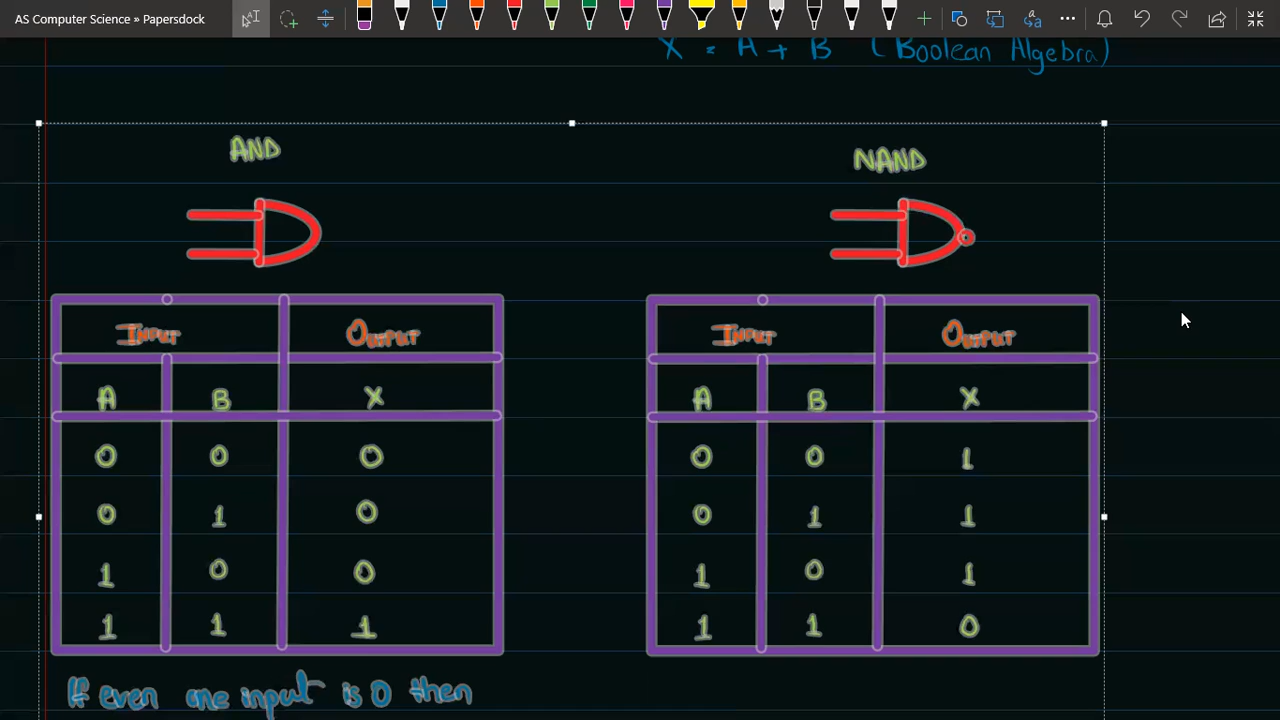 AS Computer Science » Papersdock
X = A + B (Boolean Algebra)
AND
NAND
INPUT OUTPUT
A B X
0 0 0
0 1 0
1 0 0
1 1 1
INPUT OUTPUT
A B X
0 0 1
0 1 1
1 0 1
1 1 0
If even one input is 0 then